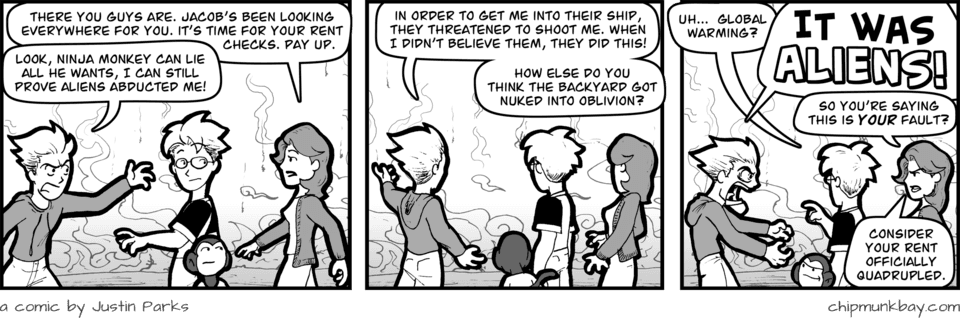 THERE YOU GUYS ARE. JACOB'S BEEN LOOKING
EVERYWHERE FOR YOU. IT'S TIME FOR YOUR RENT
CHECKS. PAY UP.
LOOK, NINJA MONKEY CAN LIE
ALL HE WANTS, I CAN STILL
PROVE ALIENS ABDUCTED ME!
IN ORDER TO GET ME INTO THEIR SHIP,
THEY THREATENED TO SHOOT ME. WHEN
I DIDN'T BELIEVE THEM, THEY DID THIS!
HOW ELSE DO YOU
THINK THE BACKYARD GOT
NUKED INTO OBLIVION?
UH... GLOBAL
WARMING?
IT WAS
ALIENS!
SO YOU'RE SAYING
THIS IS YOUR FAULT?
CONSIDER
YOUR RENT
OFFICIALLY
QUADRUPLED.
a comic by Justin Parks
chipmunkbay.com